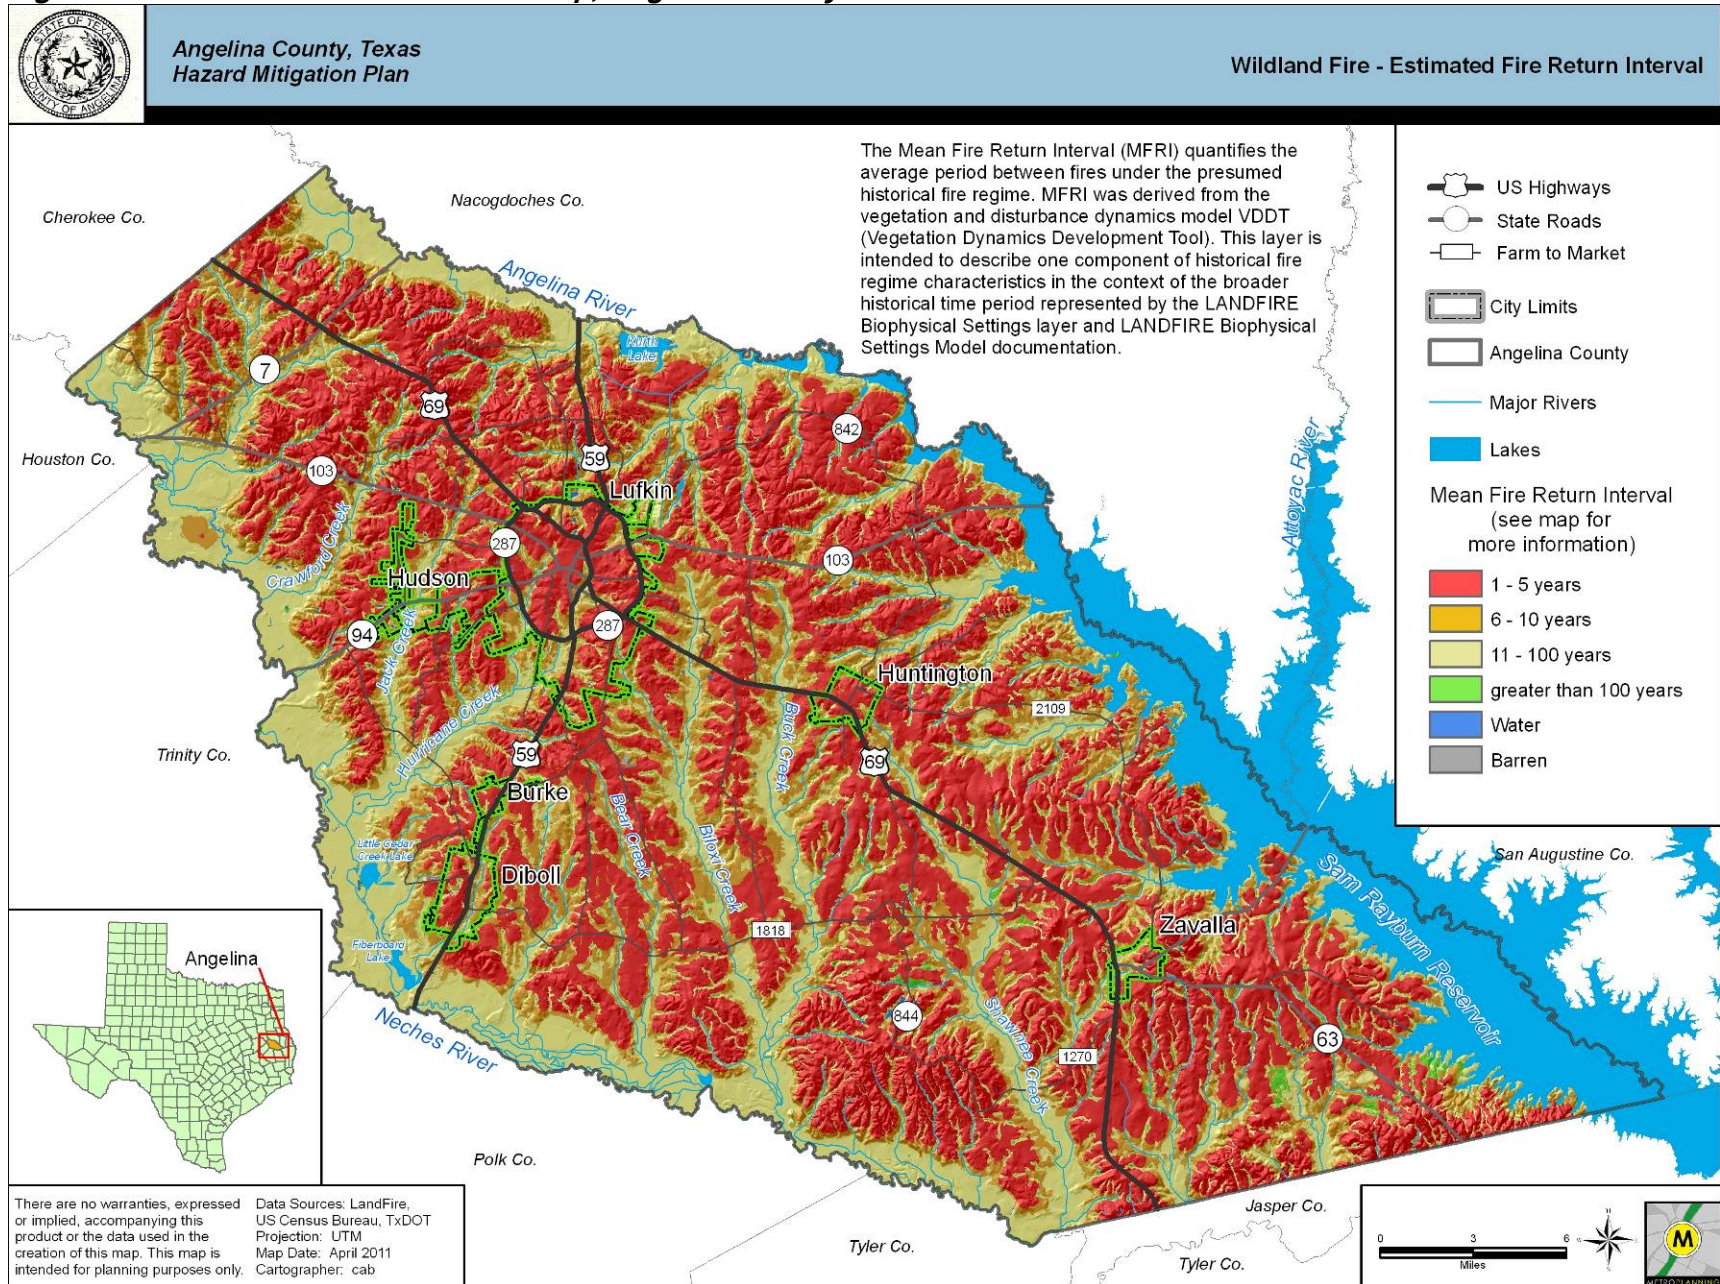 STATE OF TEXAS
COUNTY OF ANGELINA
Angelina County, Texas
Hazard Mitigation Plan
Wildland Fire - Estimated Fire Return Interval
The Mean Fire Return Interval (MFRI) quantifies the
average period between fires under the presumed
historical fire regime. MFRI was derived from the
vegetation and disturbance dynamics model VDDT
(Vegetation Dynamics Development Tool). This layer is
intended to describe one component of historical fire
regime characteristics in the context of the broader
historical time period represented by the LANDFIRE
Biophysical Settings layer and LANDFIRE Biophysical
Settings Model documentation.
US Highways
State Roads
Farm to Market
City Limits
Angelina County
Major Rivers
Lakes
Mean Fire Return Interval
(see map for
more information)
1 - 5 years
6 - 10 years
11 - 100 years
greater than 100 years
Water
Barren
Cherokee Co.
Nacogdoches Co.
Angelina River
Kurth
Lake
7
69
842
Houston Co.
59
103
Attoyac River
Lufkin
Crawford Creek
287
103
Hudson
94
287
Jack Creek
Huntington
Hurricane Creek
Buck Creek
2109
Trinity Co.
59
69
Burke
Bear Creek
Biloxi Creek
Little Cedar
Creek Lake
San Augustine Co.
Diboll
Sam Rayburn Reservoir
1818
Zavalla
Fiberboard
Lake
Angelina
Neches River
844
Shawnee Creek
63
1270
Polk Co.
Jasper Co.
Tyler Co.
Tyler Co.
There are no warranties, expressed
or implied, accompanying this
product or the data used in the
creation of this map. This map is
intended for planning purposes only.
Data Sources: LandFire,
US Census Bureau, TxDOT
Projection: UTM
Map Date: April 2011
Cartographer: cab
0 3 6
Miles
M